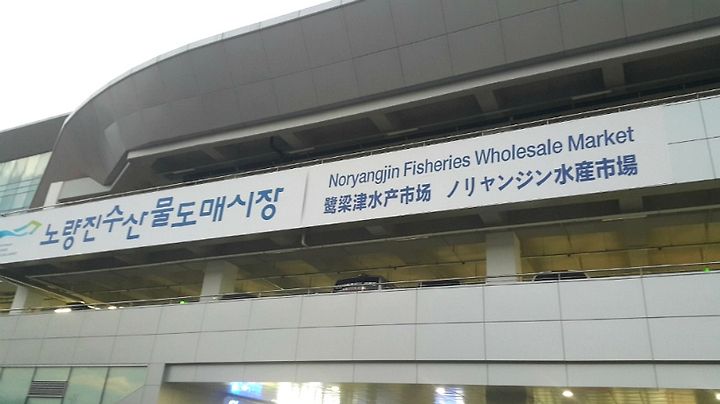 노량진수산물도매시장
Noryangjin Fisheries Wholesale Market
鹭梁津水产市场 ノリャンジン水産市場